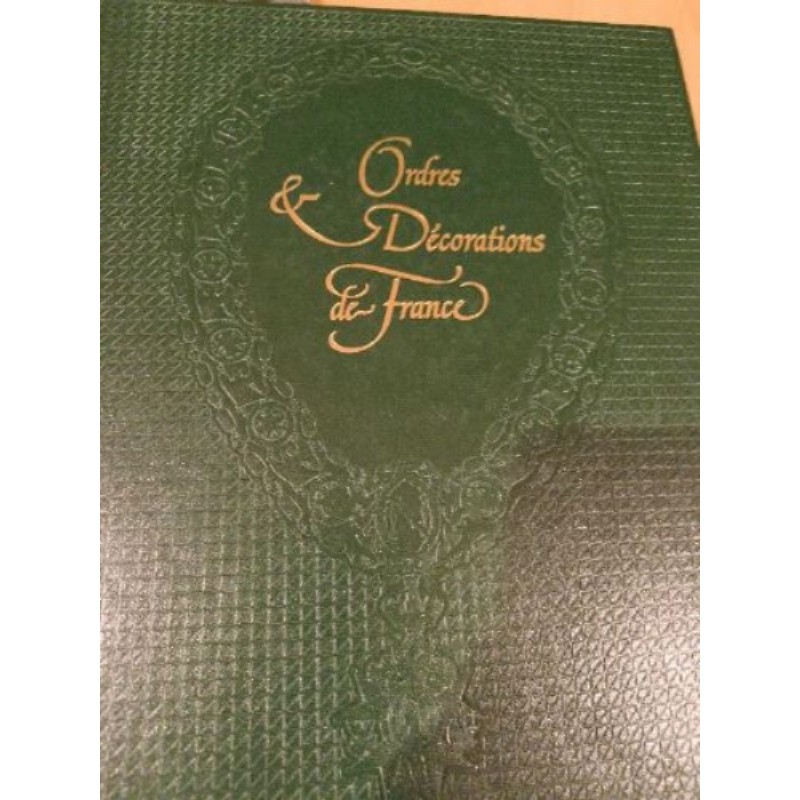 Ordres
& Décorations
de France